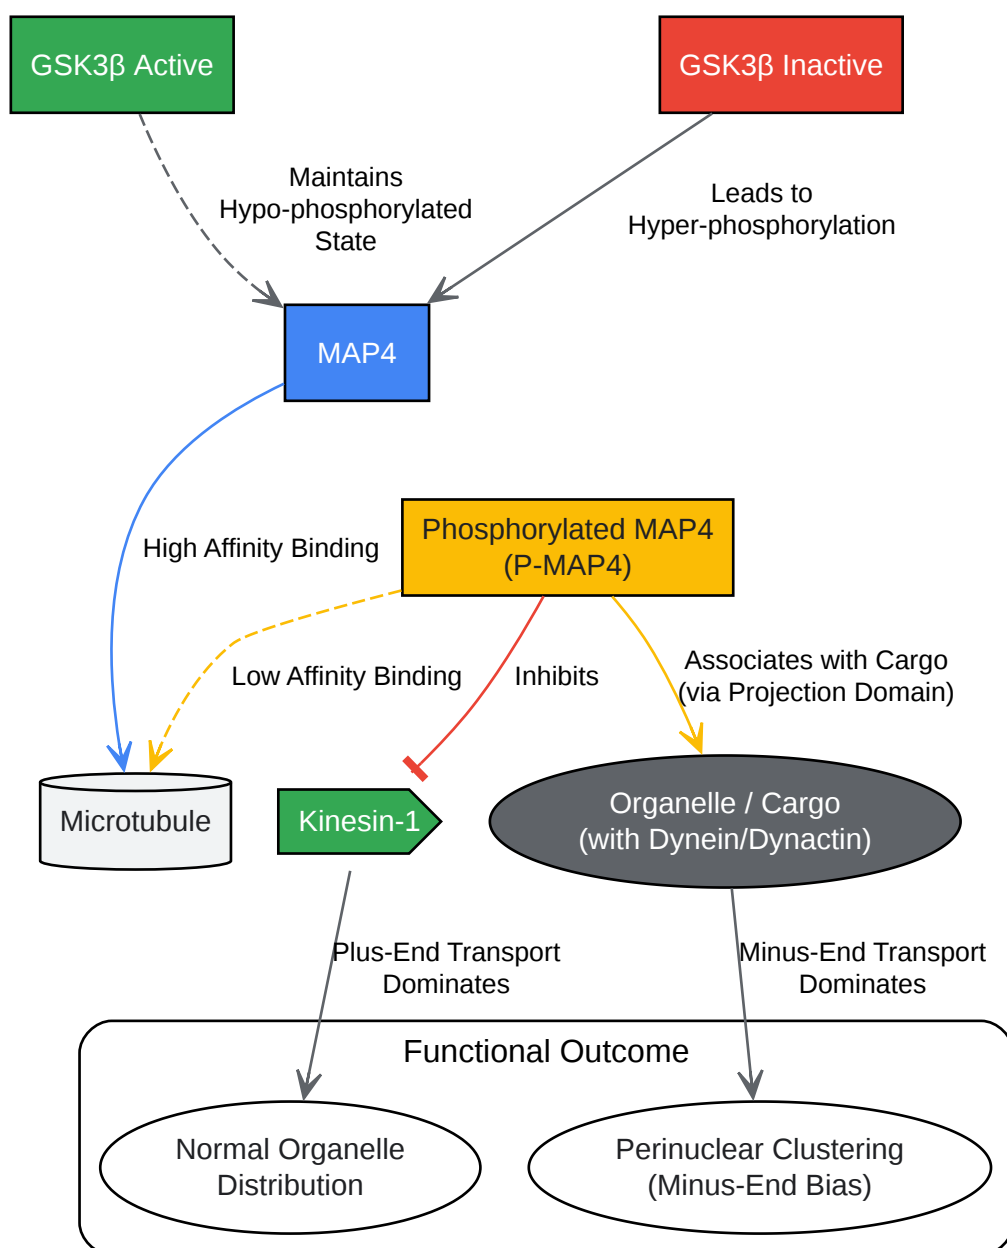 GSK3β Active
GSK3β Inactive
Maintains
Hypo-phosphorylated
State
Leads to
Hyper-phosphorylation
MAP4
High Affinity Binding
Phosphorylated MAP4
(P-MAP4)
Low Affinity Binding
Inhibits
Associates with Cargo
(via Projection Domain)
Microtubule
Kinesin-1
Organelle / Cargo
(with Dynein/Dynactin)
Plus-End Transport
Dominates
Minus-End Transport
Dominates
Functional Outcome
Normal Organelle
Distribution
Perinuclear Clustering
(Minus-End Bias)